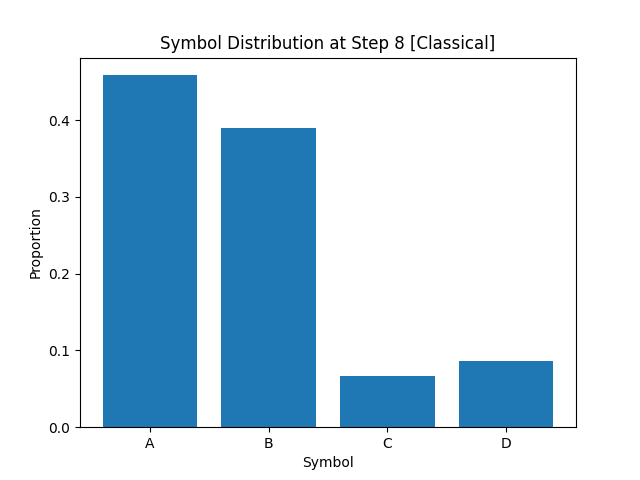 Symbol Distribution at Step 8 [Classical]
Proportion
0.4
0.3
0.2
0.1
0.0
A B C D
Symbol